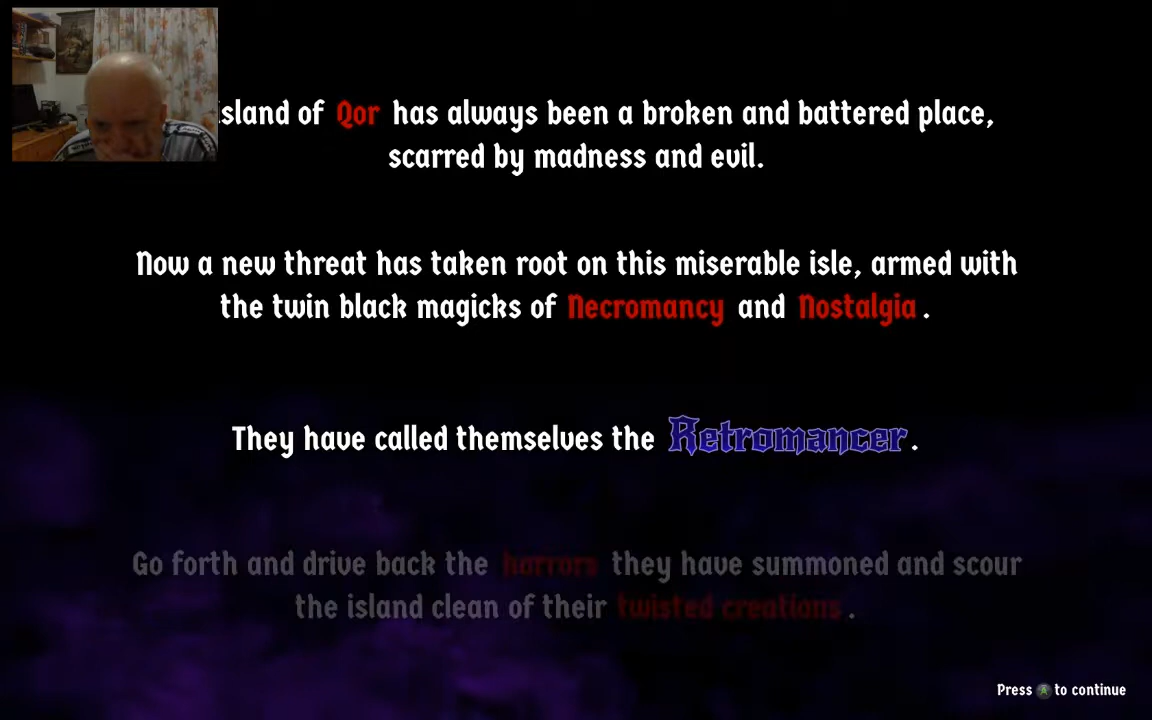 island of Qor has always been a broken and battered place,
scarred by madness and evil.
Now a new threat has taken root on this miserable isle, armed with
the twin black magicks of Necromancy and Nostalgia.
They have called themselves the Retromancer.
Go forth and drive back the horrors they have summoned and scour
the island clean of their twisted creations.
Press A to continue